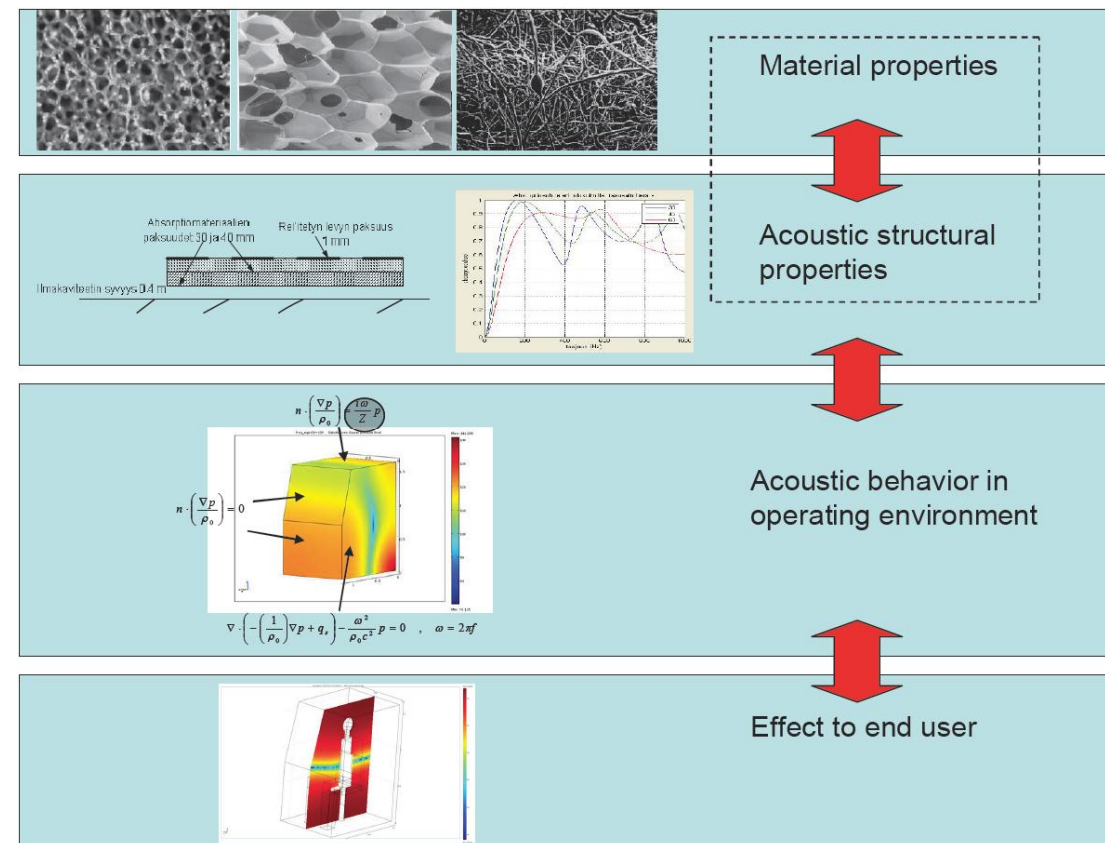 Material properties
Absorptiomateriaalien
paksuudet 30 ja 40 mm
Rei'itetyn levyn paksuus
1 mm
Ilmakaviteetin syvyys 0.4 m
Acoustic structural
properties
n · (∇p / ρ₀) = iω / Z p
n · (∇p / ρ₀) = 0
Acoustic behavior in
operating environment
∇ · (−(1 / ρ₀) ∇p + qₛ) − ω² / ρ₀c² p = 0 , ω = 2πf
Effect to end user